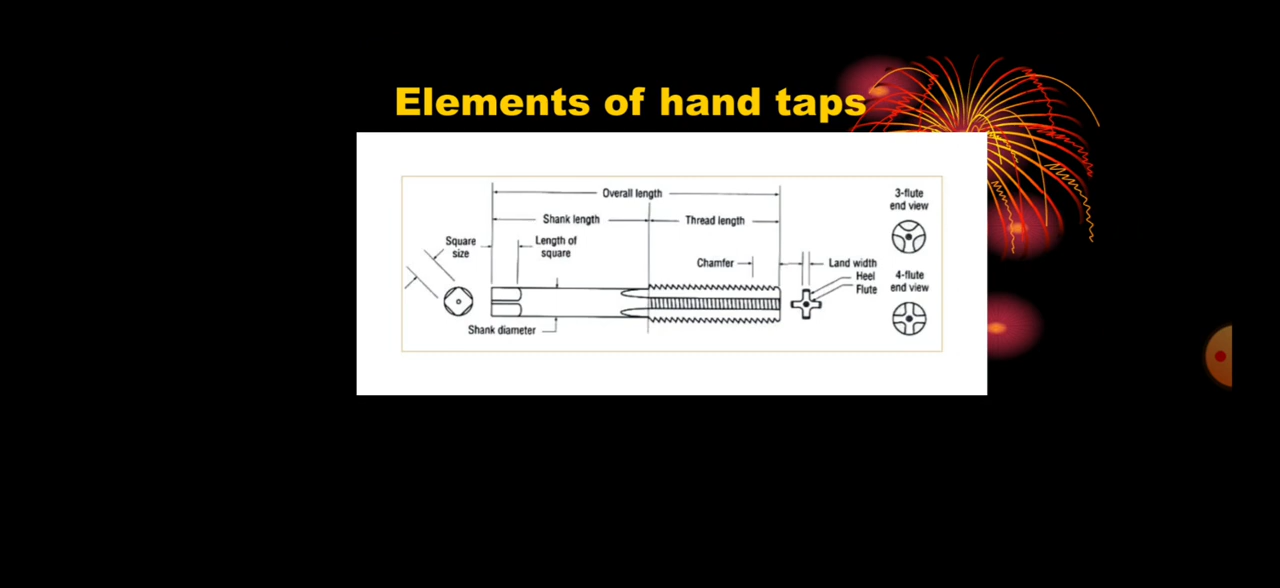 Elements of hand taps
Overall length
3-flute
end view
Shank length
Thread length
Square
size
Length of
square
Chamfer
Land width
Heel
Flute
4-flute
end view
Shank diameter